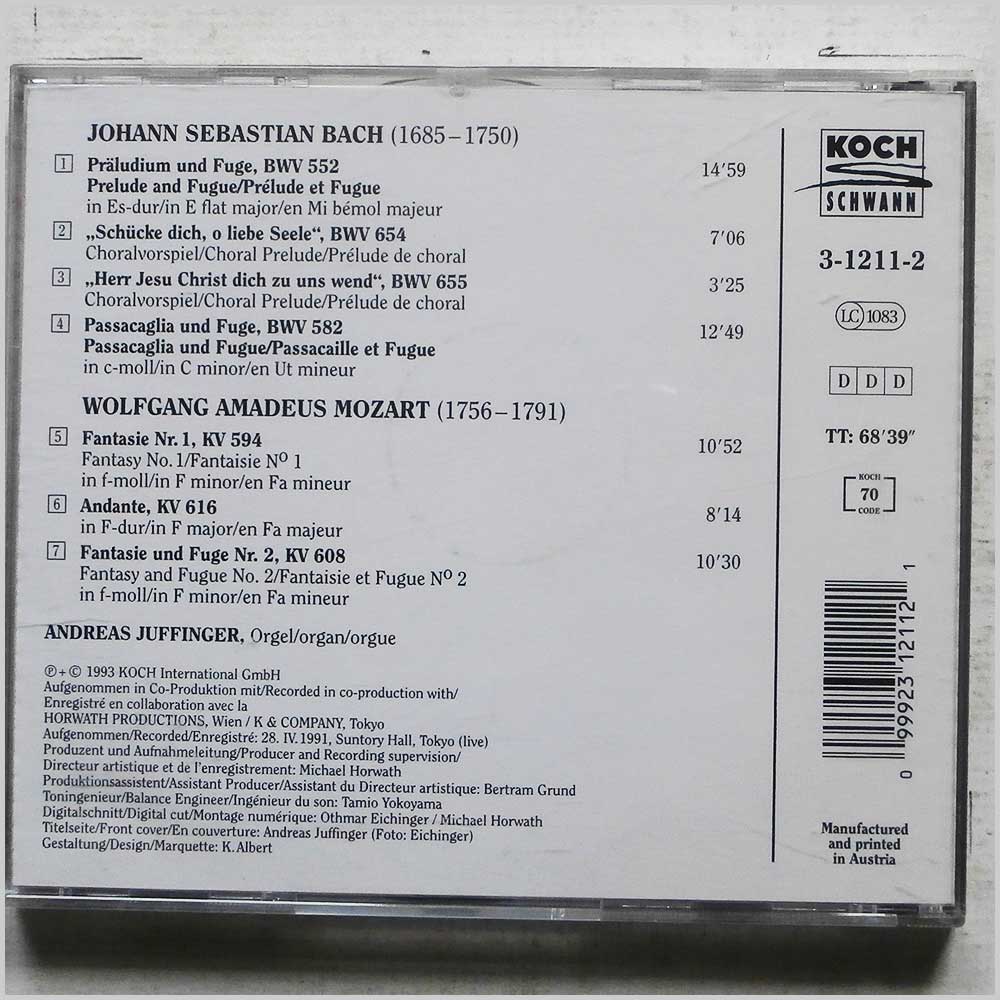 JOHANN SEBASTIAN BACH (1685–1750)
1 Präludium und Fuge, BWV 552 14'59
Prelude and Fugue/Prélude et Fugue
in Es-dur/in E flat major/en Mi bémol majeur
2 „Schücke dich, o liebe Seele“, BWV 654 7'06
Choralvorspiel/Choral Prelude/Prélude de choral
3 „Herr Jesu Christ dich zu uns wend“, BWV 655 3'25
Choralvorspiel/Choral Prelude/Prélude de choral
4 Passacaglia und Fuge, BWV 582 12'49
Passacaglia und Fugue/Passacaille et Fugue
in c-moll/in C minor/en Ut mineur
WOLFGANG AMADEUS MOZART (1756–1791)
5 Fantasie Nr. 1, KV 594 10'52
Fantasy No. 1/Fantaisie Nº 1
in f-moll/in F minor/en Fa mineur
6 Andante, KV 616 8'14
in F-dur/in F major/en Fa majeur
7 Fantasie und Fuge Nr. 2, KV 608 10'30
Fantasy and Fugue No. 2/Fantaisie et Fugue Nº 2
in f-moll/in F minor/en Fa mineur
ANDREAS JUFFINGER, Orgel/organ/orgue
℗+© 1993 KOCH International GmbH
Aufgenommen in Co-Produktion mit/Recorded in co-production with/
Enregistré en collaboration avec la
HORWATH PRODUCTIONS, Wien / K & COMPANY, Tokyo
Aufgenommen/Recorded/Enregistré: 28. IV. 1991, Suntory Hall, Tokyo (live)
Produzent und Aufnahmeleitung/Producer and Recording supervision/
Directeur artistique et de l'enregistrement: Michael Horwath
Produktionsassistent/Assistant Producer/Assistant du Directeur artistique: Bertram Grund
Toningenieur/Balance Engineer/Ingénieur du son: Tamio Yokoyama
Digitalschnitt/Digital cut/Montage numérique: Othmar Eichinger / Michael Horwath
Titelseite/Front cover/En couverture: Andreas Juffinger (Foto: Eichinger)
Gestaltung/Design/Marquette: K. Albert
KOCH
SCHWANN
3-1211-2
LC 1083
D D D
TT: 68'39"
KOCH
70
CODE
0 99923 12112 1
Manufactured
and printed
in Austria